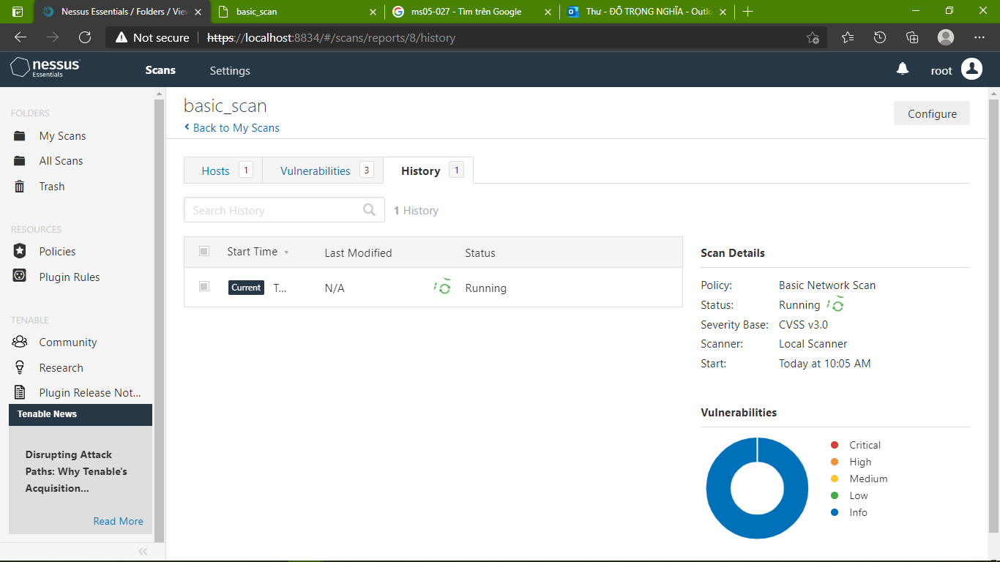 Nessus Essentials / Folders / View
basic_scan
ms05-027 - Tìm trên Google
Thư - ĐỖ TRỌNG NGHĨA - Outlo
Not secure
https://localhost:8834/#/scans/reports/8/history
nessus
Essentials
Scans
Settings
root
FOLDERS
My Scans
All Scans
Trash
RESOURCES
Policies
Plugin Rules
TENABLE
Community
Research
Plugin Release Not...
Tenable News
Disrupting Attack
Paths: Why Tenable's
Acquisition...
Read More
basic_scan
Back to My Scans
Configure
Hosts 1
Vulnerabilities 3
History 1
Search History
1 History
Start Time Last Modified Status
Current T... N/A Running
Scan Details
Policy: Basic Network Scan
Status: Running
Severity Base: CVSS v3.0
Scanner: Local Scanner
Start: Today at 10:05 AM
Vulnerabilities
Critical
High
Medium
Low
Info